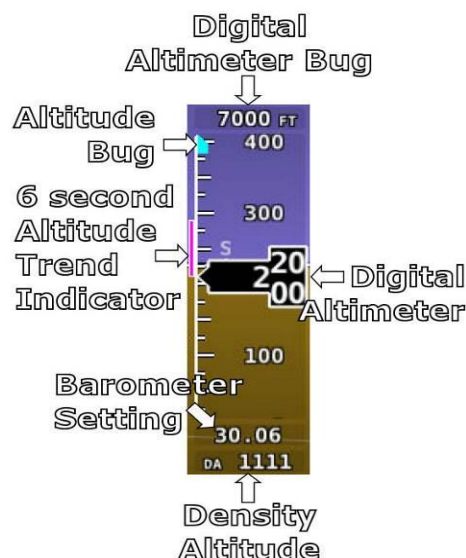 Digital
Altimeter Bug
7000 FT
Altitude
Bug
400
6 second
Altitude
Trend
Indicator
300
S
2
20
00
Digital
Altimeter
100
Barometer
Setting
30.06
DA 1111
Density
Altitude